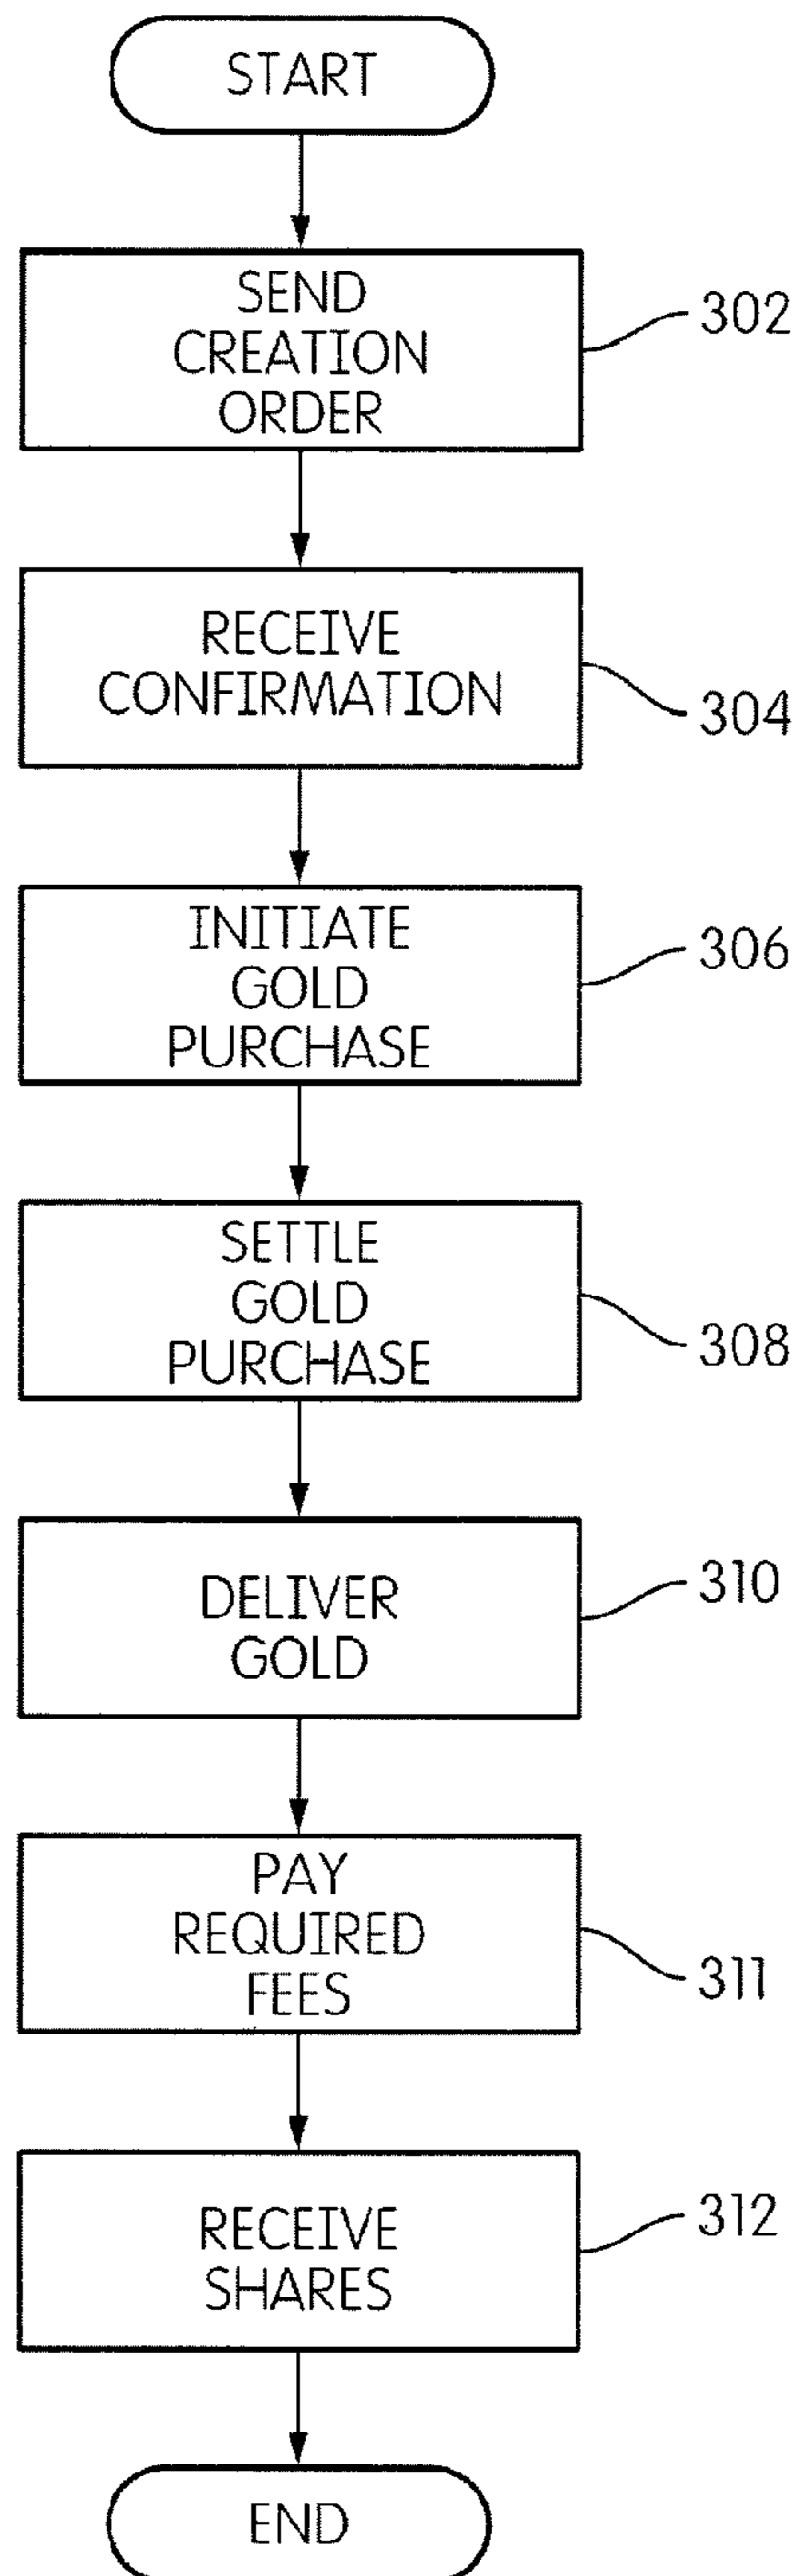 START
SEND
CREATION
ORDER
302
RECEIVE
CONFIRMATION
304
INITIATE
GOLD
PURCHASE
306
SETTLE
GOLD
PURCHASE
308
DELIVER
GOLD
310
PAY
REQUIRED
FEES
311
RECEIVE
SHARES
312
END